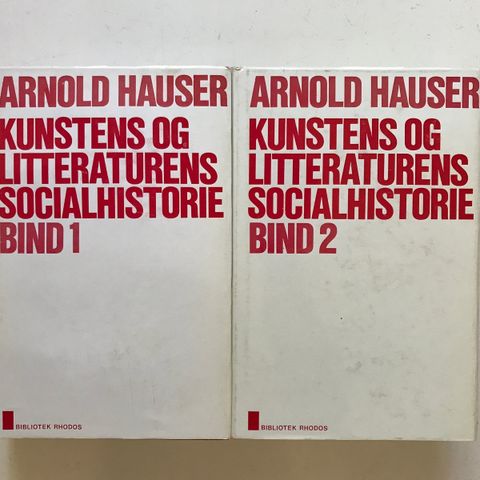 ARNOLD HAUSER
KUNSTENS OG
LITTERATURENS
SOCIALHISTORIE
BIND 1
BIBLIOTEK RHODOS
ARNOLD HAUSER
KUNSTENS OG
LITTERATURENS
SOCIALHISTORIE
BIND 2
BIBLIOTEK RHODOS